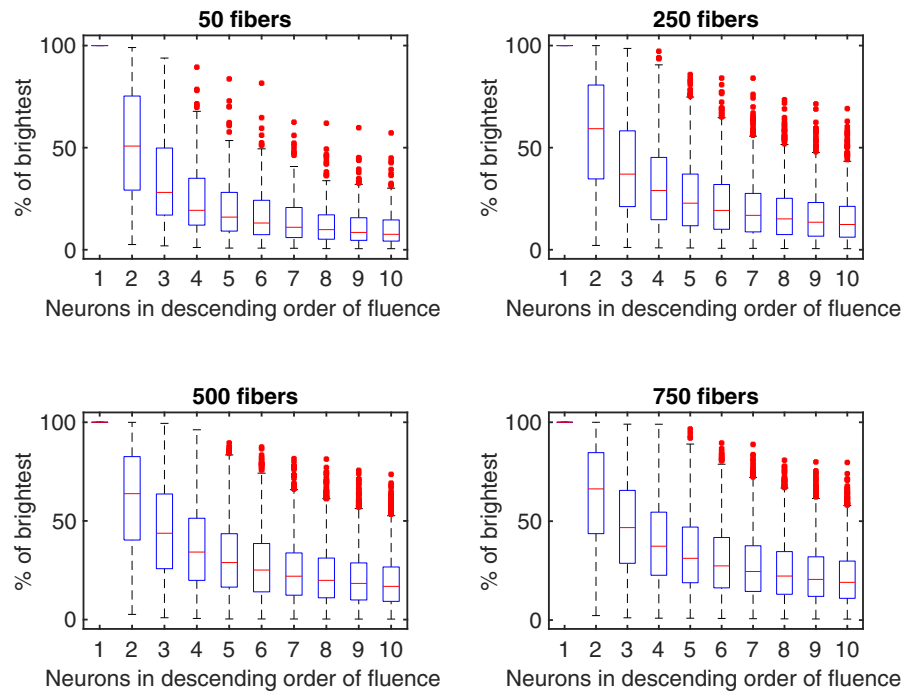 50 fibers
% of brightest
100
50
0
1 2 3 4 5 6 7 8 9 10
Neurons in descending order of fluence
250 fibers
% of brightest
100
50
0
1 2 3 4 5 6 7 8 9 10
Neurons in descending order of fluence
500 fibers
% of brightest
100
50
0
1 2 3 4 5 6 7 8 9 10
Neurons in descending order of fluence
750 fibers
% of brightest
100
50
0
1 2 3 4 5 6 7 8 9 10
Neurons in descending order of fluence